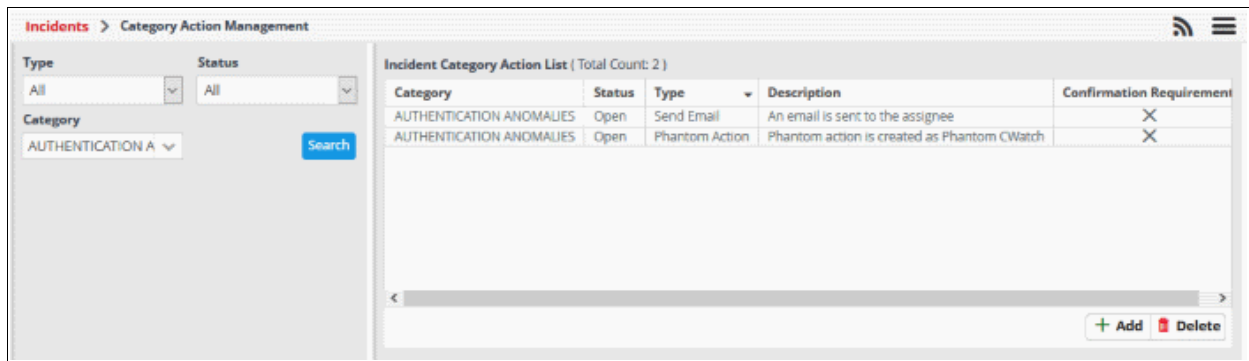 Incidents > Category Action Management
Type Status
All All
Category
AUTHENTICATION A Search
Incident Category Action List ( Total Count: 2 )
Category Status Type Description Confirmation Requirement
AUTHENTICATION ANOMALIES Open Send Email An email is sent to the assignee
AUTHENTICATION ANOMALIES Open Phantom Action Phantom action is created as Phantom CWatch
+ Add Delete